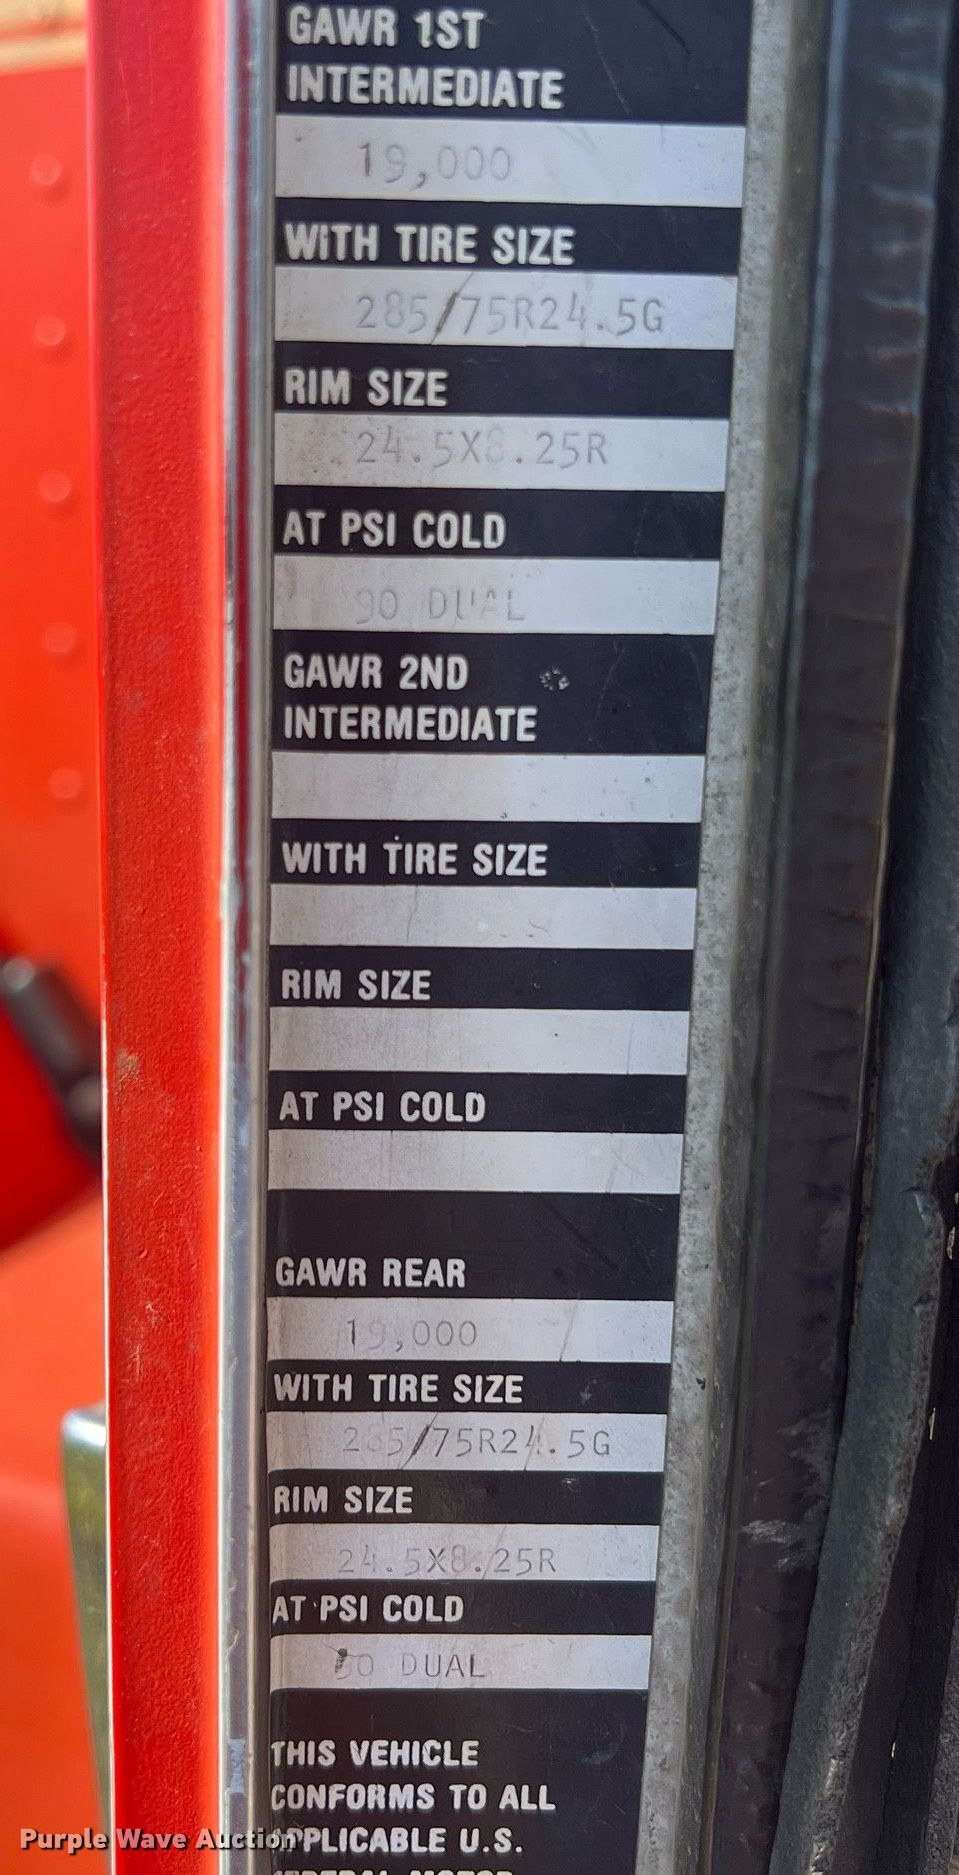 GAWR 1ST
INTERMEDIATE
19,000
WITH TIRE SIZE
285/75R24.5G
RIM SIZE
24.5X8.25R
AT PSI COLD
90 DUAL
GAWR 2ND
INTERMEDIATE
WITH TIRE SIZE
RIM SIZE
AT PSI COLD
GAWR REAR
19,000
WITH TIRE SIZE
285/75R24.5G
RIM SIZE
24.5X8.25R
AT PSI COLD
DUAL
THIS VEHICLE
CONFORMS TO ALL
APPLICABLE U.S.
Purple Wave Auction